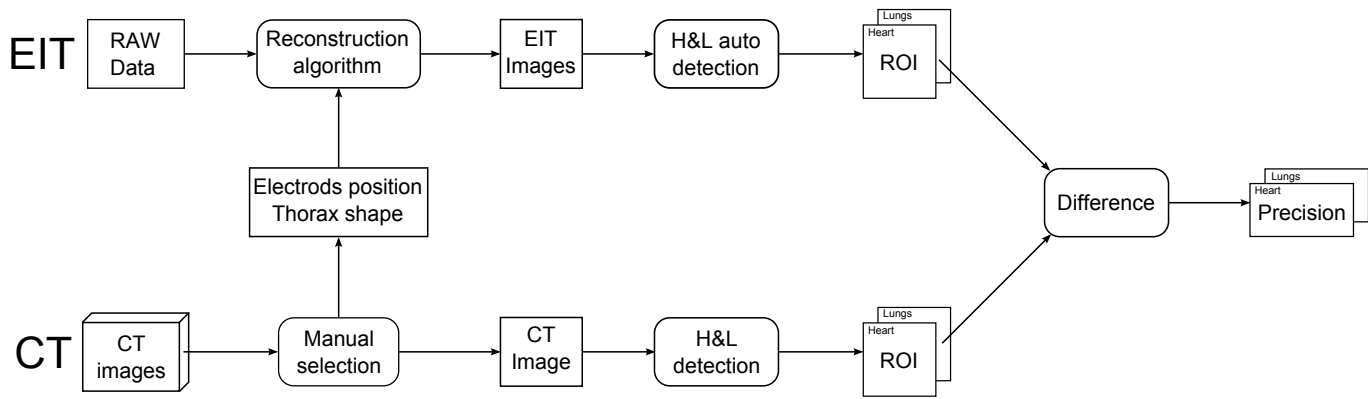 EIT
RAW
Data
Reconstruction
algorithm
EIT
Images
H&L auto
detection
Lungs
Heart
ROI
Electrods position
Thorax shape
Difference
Lungs
Heart
Precision
CT
CT
images
Manual
selection
CT
Image
H&L
detection
Lungs
Heart
ROI